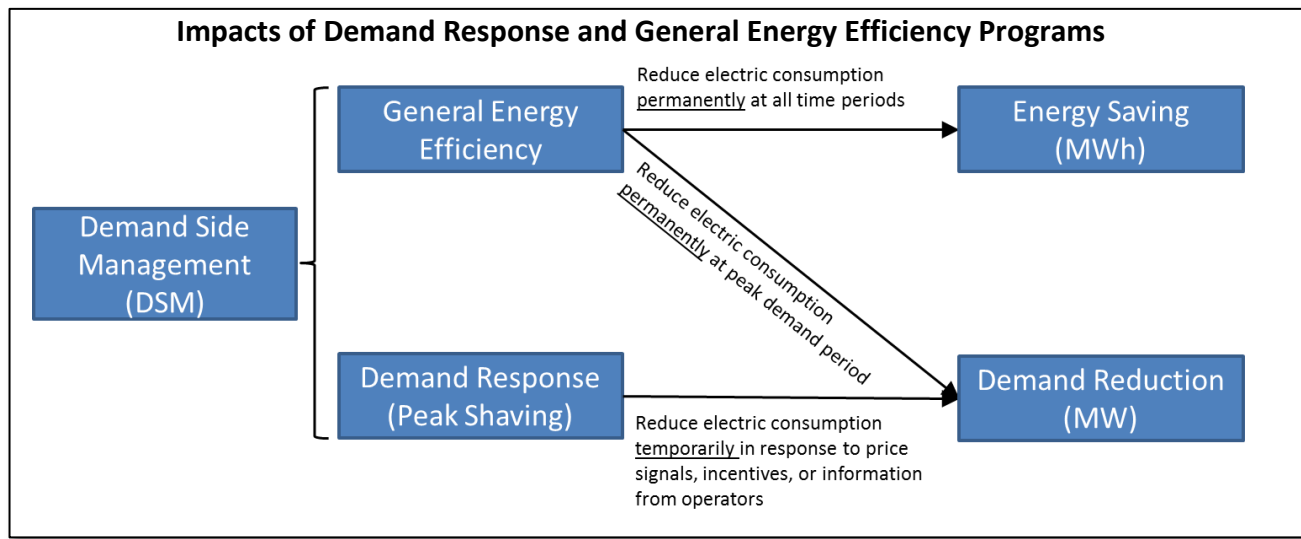 Impacts of Demand Response and General Energy Efficiency Programs
Reduce electric consumption
permanently at all time periods
General Energy
Efficiency
Energy Saving
(MWh)
Reduce electric consumption
permanently at peak demand period
Demand Side
Management
(DSM)
Demand Response
(Peak Shaving)
Demand Reduction
(MW)
Reduce electric consumption
temporarily in response to price
signals, incentives, or information
from operators